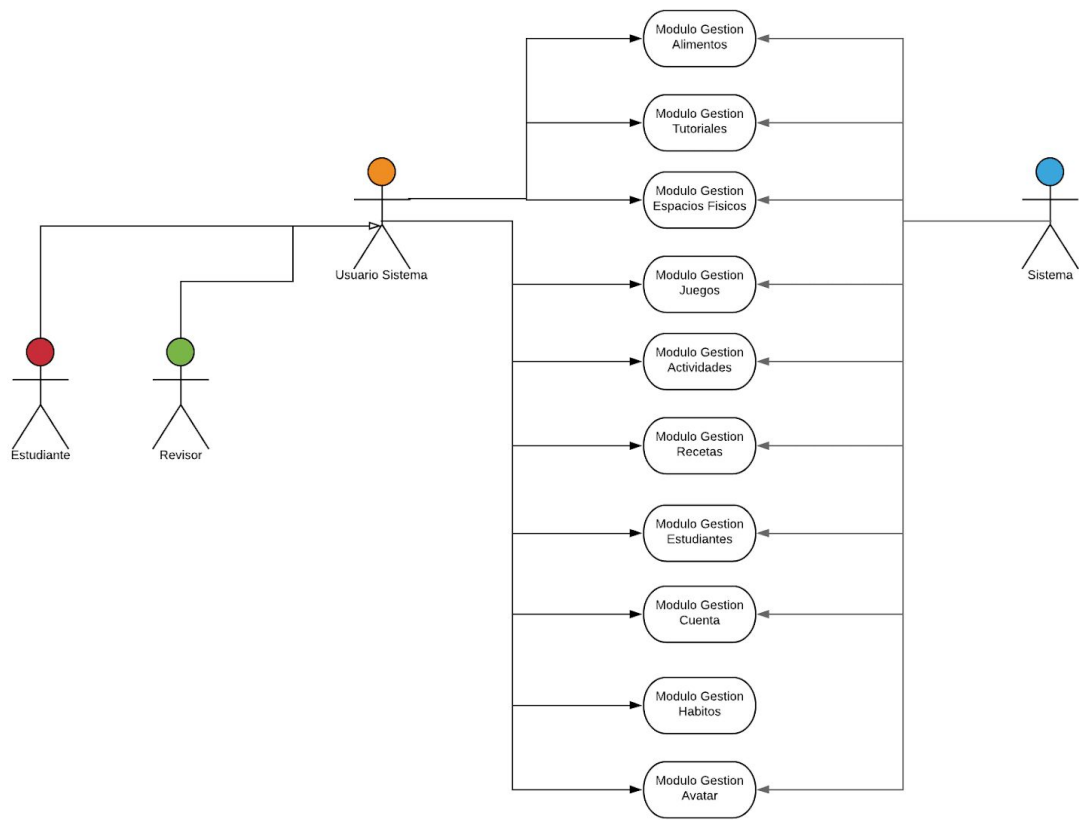 Modulo Gestion
Alimentos
Modulo Gestion
Tutoriales
Modulo Gestion
Espacios Fisicos
Usuario Sistema
Sistema
Modulo Gestion
Juegos
Modulo Gestion
Actividades
Estudiante
Revisor
Modulo Gestion
Recetas
Modulo Gestion
Estudiantes
Modulo Gestion
Cuenta
Modulo Gestion
Habitos
Modulo Gestion
Avatar